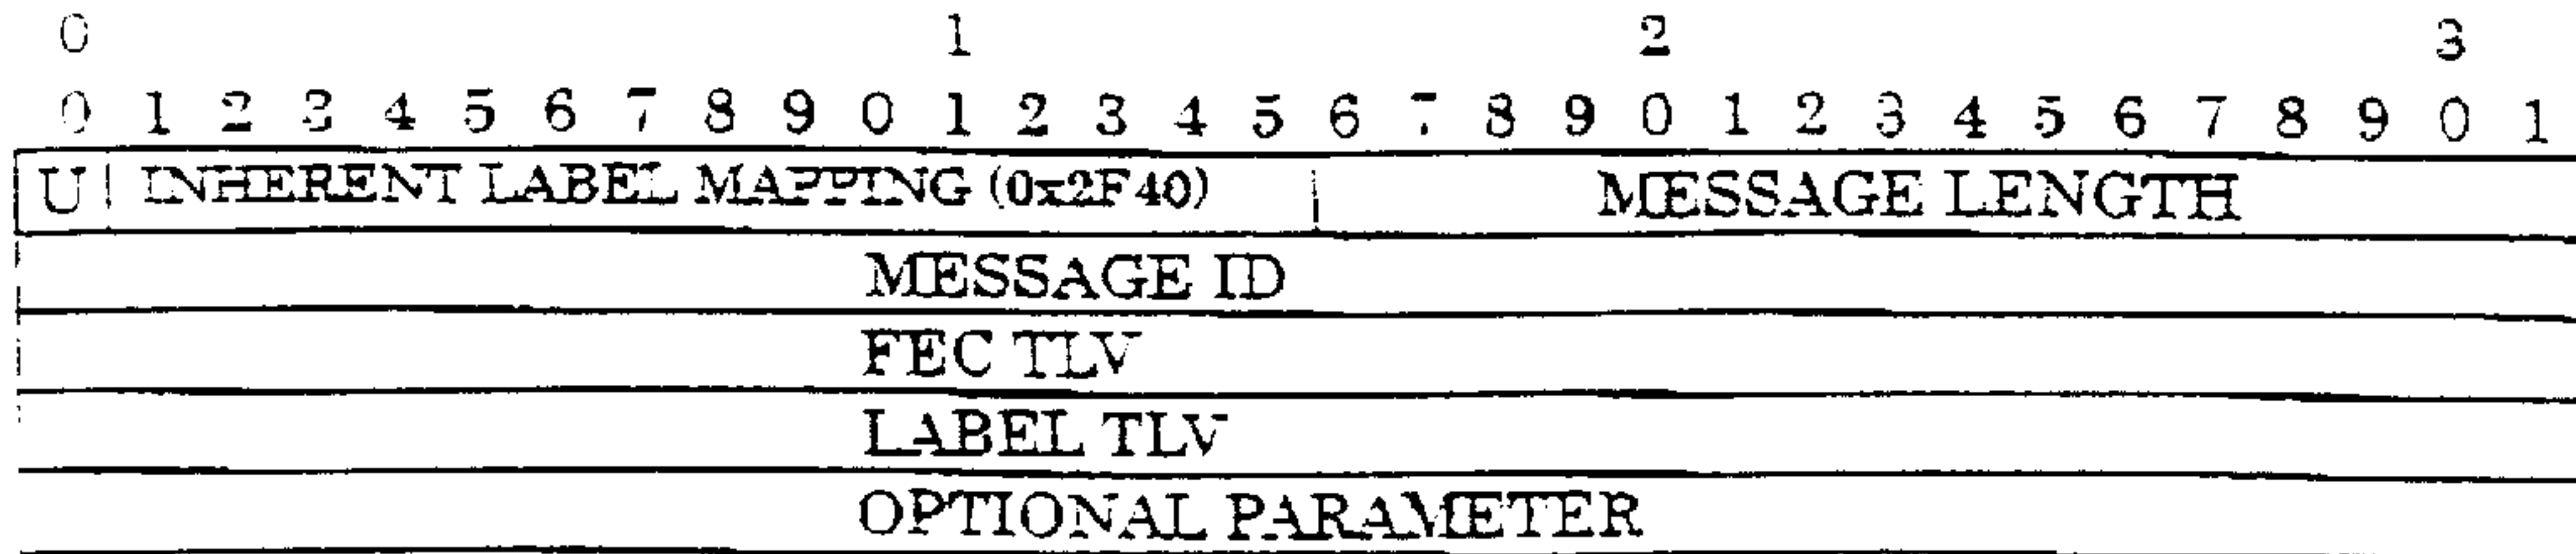 0 1 2 3
0 1 2 3 4 5 6 7 8 9 0 1 2 3 4 5 6 7 8 9 0 1 2 3 4 5 6 7 8 9 0 1
U INHERENT LABEL MAPPING (0x2F40) MESSAGE LENGTH
MESSAGE ID
FEC TLV
LABEL TLV
OPTIONAL PARAMETER